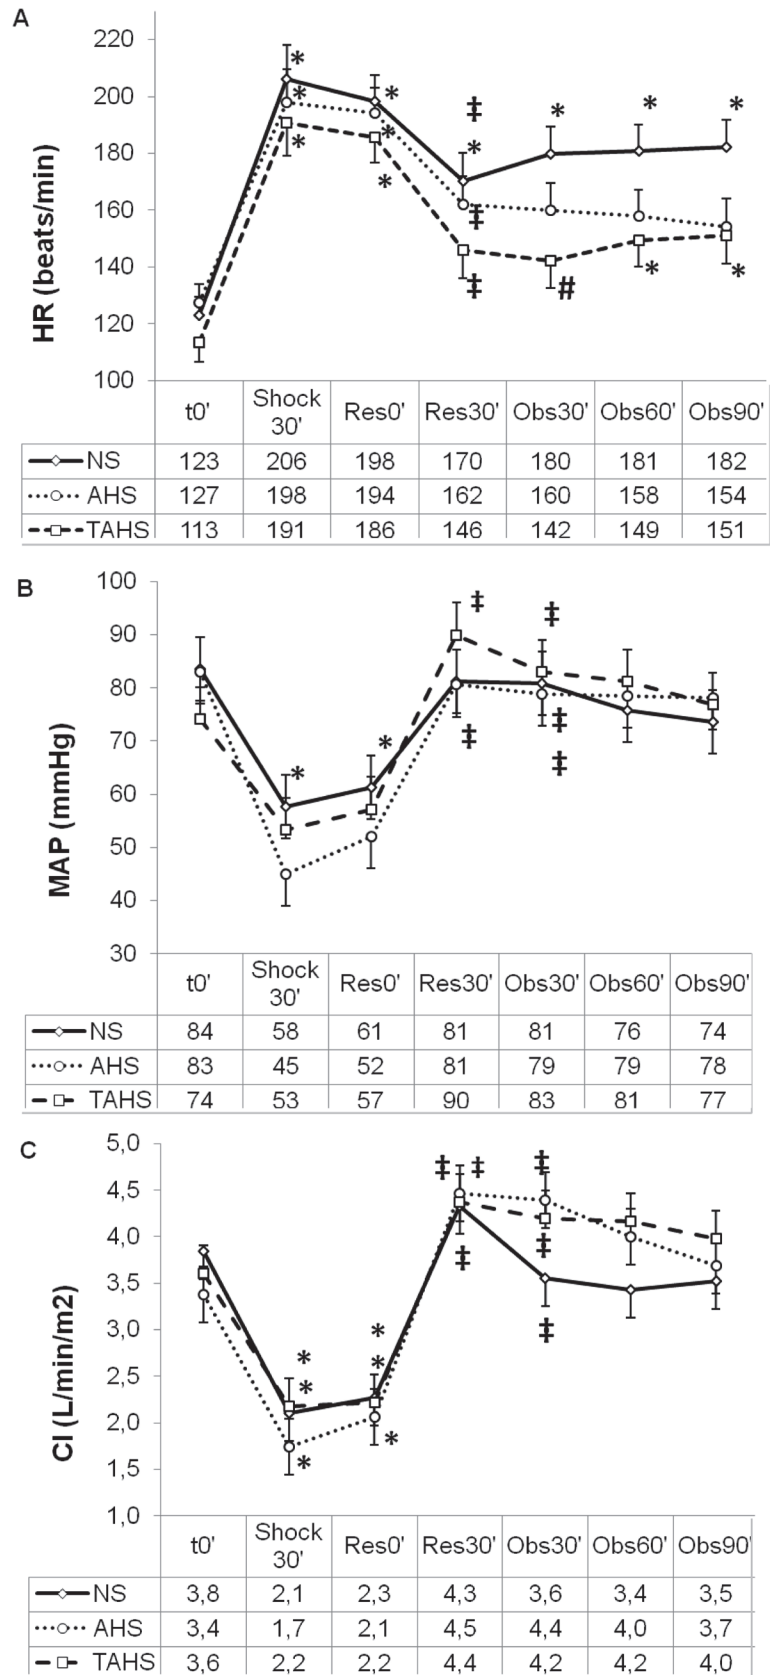 A
HR (beats/min)
220
200
180
160
140
120
100
* * * * * * ‡ * ‡ ‡ * # * * * *
t0' Shock 30' Res0' Res30' Obs30' Obs60' Obs90'
NS 123 206 198 170 180 181 182
AHS 127 198 194 162 160 158 154
TAHS 113 191 186 146 142 149 151
B
MAP (mmHg)
100
90
80
70
60
50
40
30
* * ‡ ‡ ‡ ‡ ‡
t0' Shock 30' Res0' Res30' Obs30' Obs60' Obs90'
NS 84 58 61 81 81 76 74
AHS 83 45 52 81 79 79 78
TAHS 74 53 57 90 83 81 77
C
CI (L/min/m2)
5,0
4,5
4,0
3,5
3,0
2,5
2,0
1,5
1,0
* * * * * * ‡ ‡ ‡ ‡ ‡ ‡
t0' Shock 30' Res0' Res30' Obs30' Obs60' Obs90'
NS 3,8 2,1 2,3 4,3 3,6 3,4 3,5
AHS 3,4 1,7 2,1 4,5 4,4 4,0 3,7
TAHS 3,6 2,2 2,2 4,4 4,2 4,2 4,0